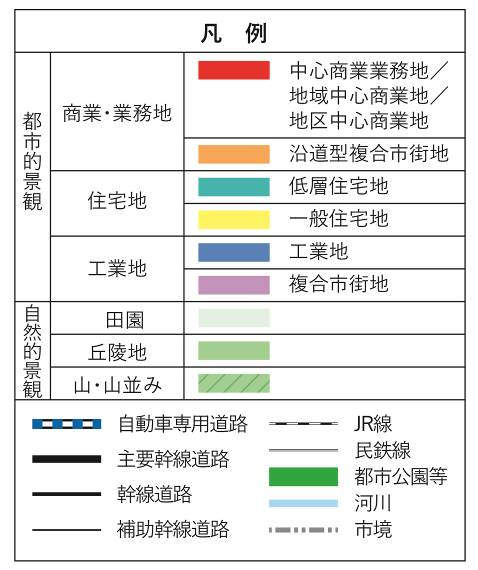 凡 例
都市的景観
商業・業務地
中心商業業務地／
地域中心商業地／
地区中心商業地
沿道型複合市街地
住宅地
低層住宅地
一般住宅地
工業地
工業地
複合市街地
自然的景観
田園
丘陵地
山・山並み
自動車専用道路
主要幹線道路
幹線道路
補助幹線道路
JR線
民鉄線
都市公園等
河川
市境